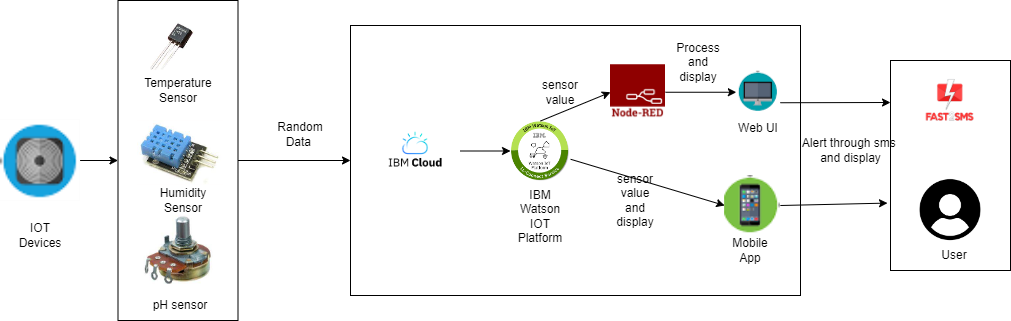 IOT
Devices
Temperature
Sensor
Humidity
Sensor
pH sensor
Random
Data
IBM Cloud
IBM
IBM
Watson
IOT
Platform
sensor
value
Node-RED
Process
and
display
Web UI
sensor
value
and
display
Mobile
App
Alert through sms
and display
FAST2SMS
User